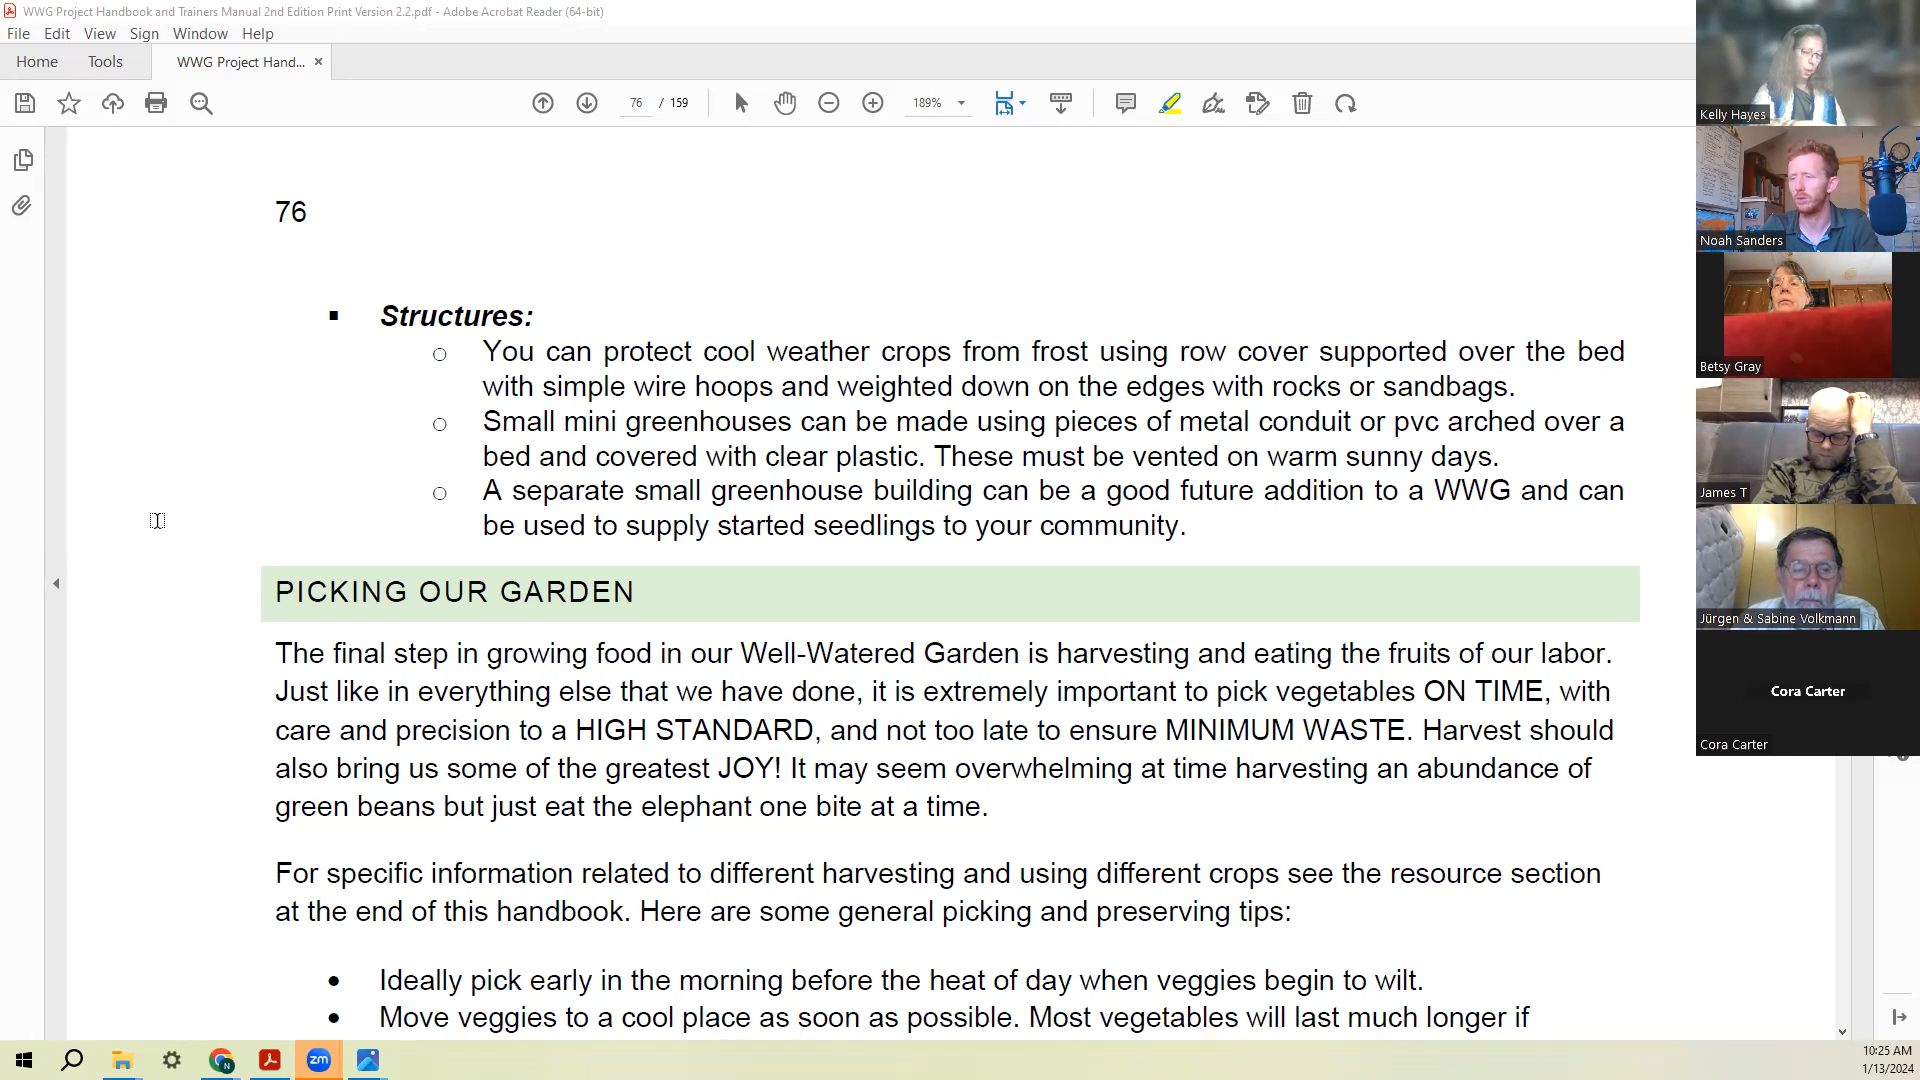 WWG Project Handbook and Trainers Manual 2nd Edition Print Version 2.2.pdf - Adobe Acrobat Reader (64-bit)
File Edit View Sign Window Help
Home Tools WWG Project Hand... ×
76 / 159 189%
76
Structures:
You can protect cool weather crops from frost using row cover supported over the bed
with simple wire hoops and weighted down on the edges with rocks or sandbags.
Small mini greenhouses can be made using pieces of metal conduit or pvc arched over a
bed and covered with clear plastic. These must be vented on warm sunny days.
A separate small greenhouse building can be a good future addition to a WWG and can
be used to supply started seedlings to your community.
PICKING OUR GARDEN
The final step in growing food in our Well-Watered Garden is harvesting and eating the fruits of our labor.
Just like in everything else that we have done, it is extremely important to pick vegetables ON TIME, with
care and precision to a HIGH STANDARD, and not too late to ensure MINIMUM WASTE. Harvest should
also bring us some of the greatest JOY! It may seem overwhelming at time harvesting an abundance of
green beans but just eat the elephant one bite at a time.
For specific information related to different harvesting and using different crops see the resource section
at the end of this handbook. Here are some general picking and preserving tips:
Ideally pick early in the morning before the heat of day when veggies begin to wilt.
Move veggies to a cool place as soon as possible. Most vegetables will last much longer if
Kelly Hayes
Noah Sanders
Betsy Gray
James T
Jürgen & Sabine Volkmann
Cora Carter
Cora Carter
N
zm
10:25 AM
1/13/2024